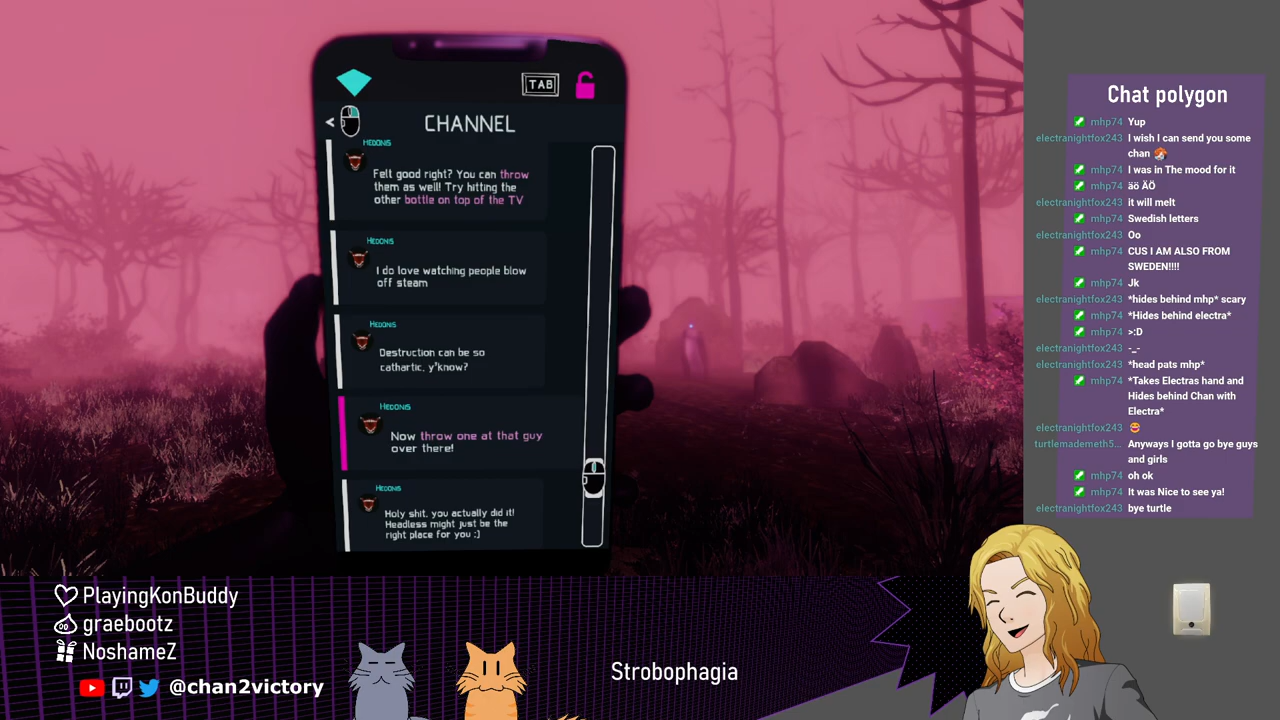 TAB
<
CHANNEL
HEDONIS
Felt good right? You can throw
them as well! Try hitting the
other bottle on top of the TV
HEDONIS
I do love watching people blow
off steam
HEDONIS
Destruction can be so
cathartic, y'know?
HEDONIS
Now throw one at that guy
over there!
HEDONIS
Holy shit, you actually did it!
Headless might just be the
right place for you :]
Chat polygon
mhp74 Yup
electranightfox243 I wish I can send you some
chan
mhp74 I was in The mood for it
mhp74 äö ÄÖ
electranightfox243 it will melt
mhp74 Swedish letters
electranightfox243 Oo
mhp74 CUS I AM ALSO FROM
SWEDEN!!!!
mhp74 Jk
electranightfox243 *hides behind mhp* scary
mhp74 *Hides behind electra*
mhp74 >:D
electranightfox243 -_-
electranightfox243 *head pats mhp*
mhp74 *Takes Electras hand and
Hides behind Chan with
Electra*
electranightfox243
turtlemademeth5... Anyways I gotta go bye guys
and girls
mhp74 oh ok
mhp74 It was Nice to see ya!
electranightfox243 bye turtle
PlayingKonBuddy
graebootz
NoshameZ
@chan2victory
Strobophagia